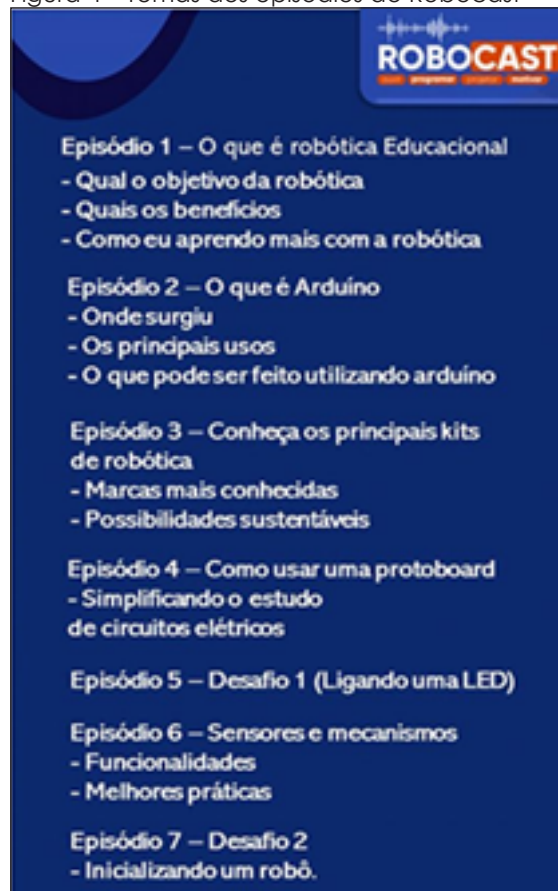 ROBOCAST
Episódio 1 – O que é robótica Educacional
- Qual o objetivo da robótica
- Quais os benefícios
- Como eu aprendo mais com a robótica
Episódio 2 – O que é Arduíno
- Onde surgiu
- Os principais usos
- O que pode ser feito utilizando arduíno
Episódio 3 – Conheça os principais kits
de robótica
- Marcas mais conhecidas
- Possibilidades sustentáveis
Episódio 4 – Como usar uma protoboard
- Simplificando o estudo
de circuitos elétricos
Episódio 5 – Desafio 1 (Ligando uma LED)
Episódio 6 – Sensores e mecanismos
- Funcionalidades
- Melhores práticas
Episódio 7 – Desafio 2
- Inicializando um robô.